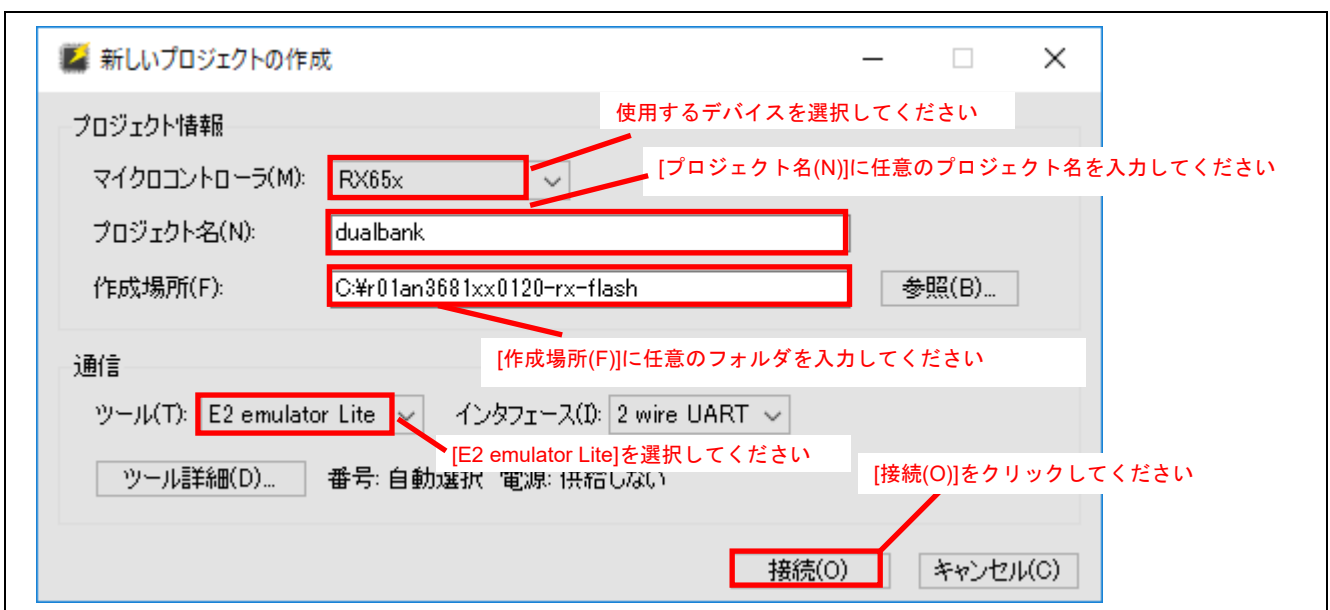 新しいプロジェクトの作成
使用するデバイスを選択してください
プロジェクト情報
[プロジェクト名(N)]に任意のプロジェクト名を入力してください
マイクロコントローラ(M): RX65x
プロジェクト名(N): dualbank
作成場所(F): C:¥r01an3681xx0120-rx-flash 参照(B)...
[作成場所(F)]に任意のフォルダを入力してください
通信
ツール(T): E2 emulator Lite インタフェース(I): 2 wire UART
[E2 emulator Lite]を選択してください
[接続(O)]をクリックしてください
ツール詳細(D)... 番号: 自動選択 電源: 供給しない
接続(O) キャンセル(C)